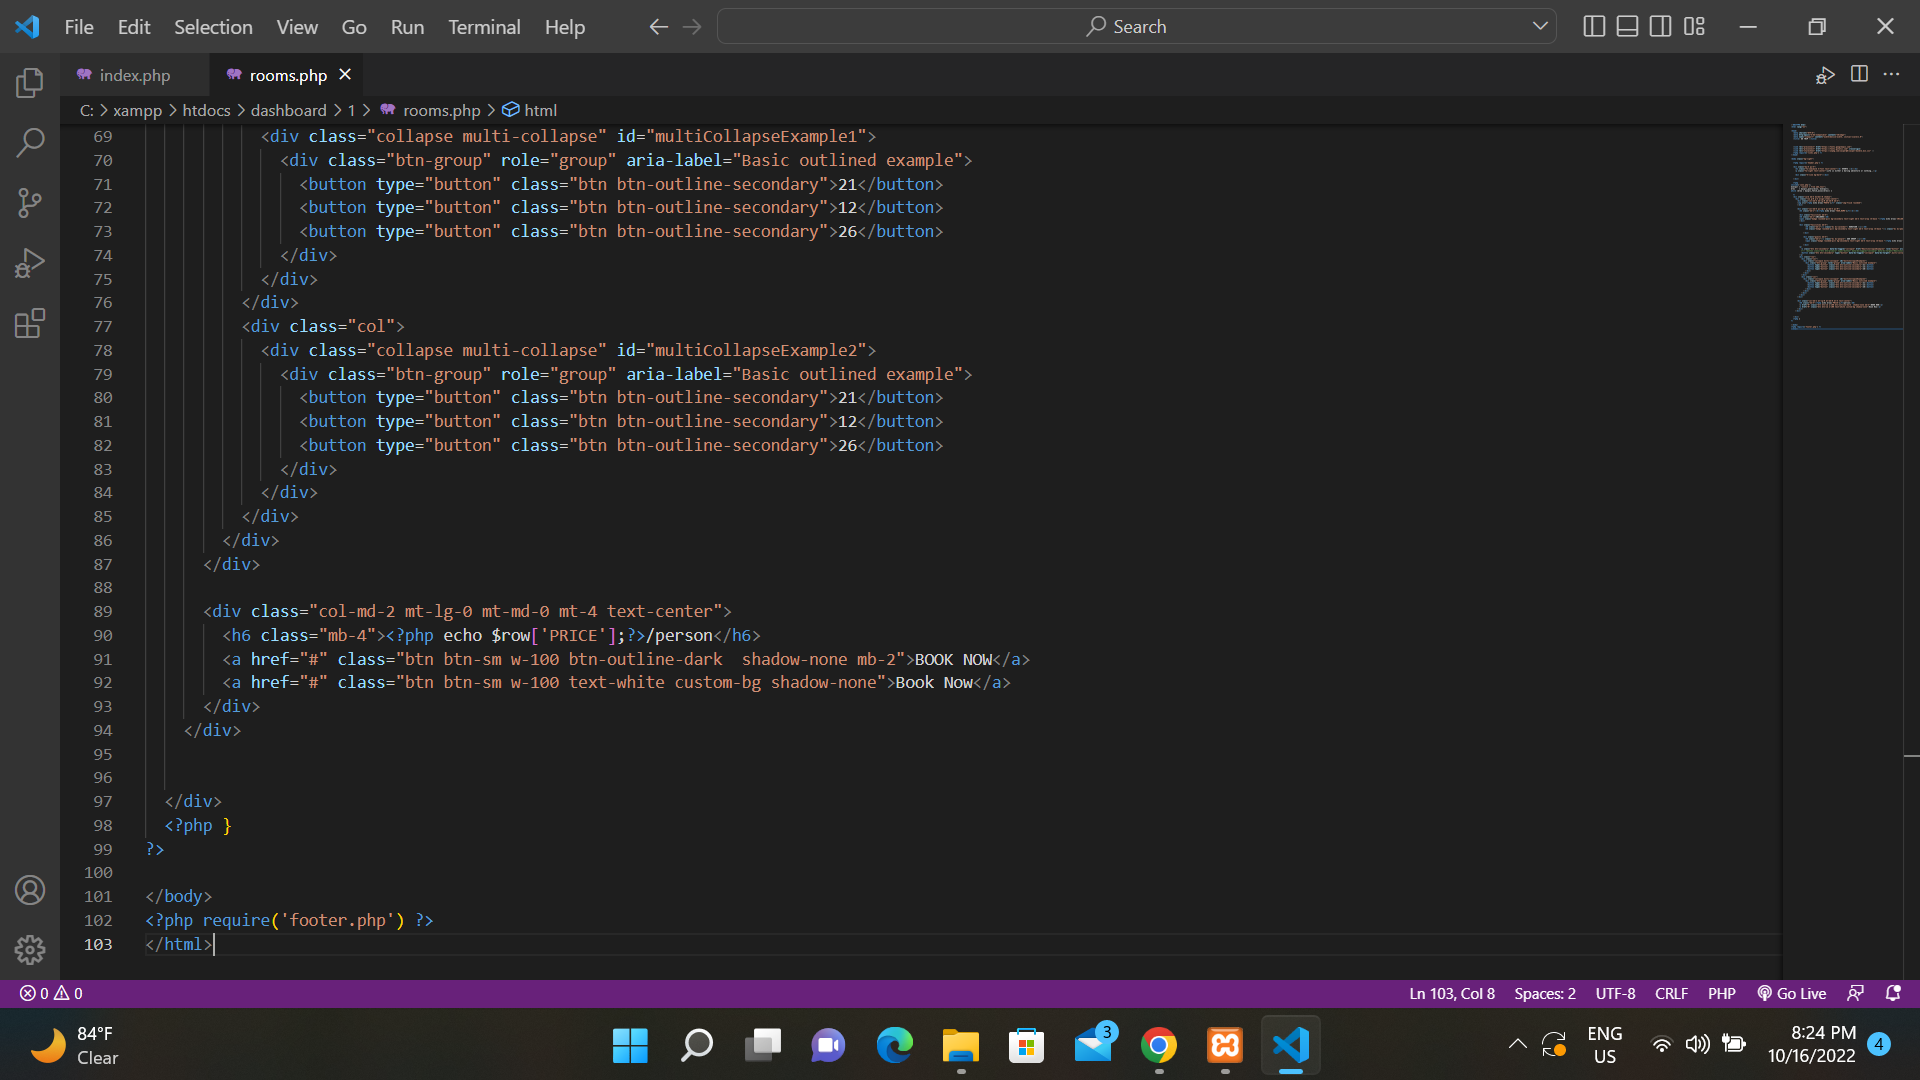 File Edit Selection View Go Run Terminal Help Search
index.php rooms.php
C: > xampp > htdocs > dashboard > 1 > rooms.php > html
69 <div class="collapse multi-collapse" id="multiCollapseExample1">
70 <div class="btn-group" role="group" aria-label="Basic outlined example">
71 <button type="button" class="btn btn-outline-secondary">21</button>
72 <button type="button" class="btn btn-outline-secondary">12</button>
73 <button type="button" class="btn btn-outline-secondary">26</button>
74 </div>
75 </div>
76 </div>
77 <div class="col">
78 <div class="collapse multi-collapse" id="multiCollapseExample2">
79 <div class="btn-group" role="group" aria-label="Basic outlined example">
80 <button type="button" class="btn btn-outline-secondary">21</button>
81 <button type="button" class="btn btn-outline-secondary">12</button>
82 <button type="button" class="btn btn-outline-secondary">26</button>
83 </div>
84 </div>
85 </div>
86 </div>
87 </div>
88
89 <div class="col-md-2 mt-lg-0 mt-md-0 mt-4 text-center">
90 <h6 class="mb-4"><?php echo $row['PRICE'];?>/person</h6>
91 <a href="#" class="btn btn-sm w-100 btn-outline-dark  shadow-none mb-2">BOOK NOW</a>
92 <a href="#" class="btn btn-sm w-100 text-white custom-bg shadow-none">Book Now</a>
93 </div>
94 </div>
95
96
97 </div>
98 <?php }
99 ?>
100
101 </body>
102 <?php require('footer.php') ?>
103 </html>
0 0 Ln 103, Col 8 Spaces: 2 UTF-8 CRLF PHP Go Live
84°F
Clear
3
ENG
US
8:24 PM
10/16/2022
4